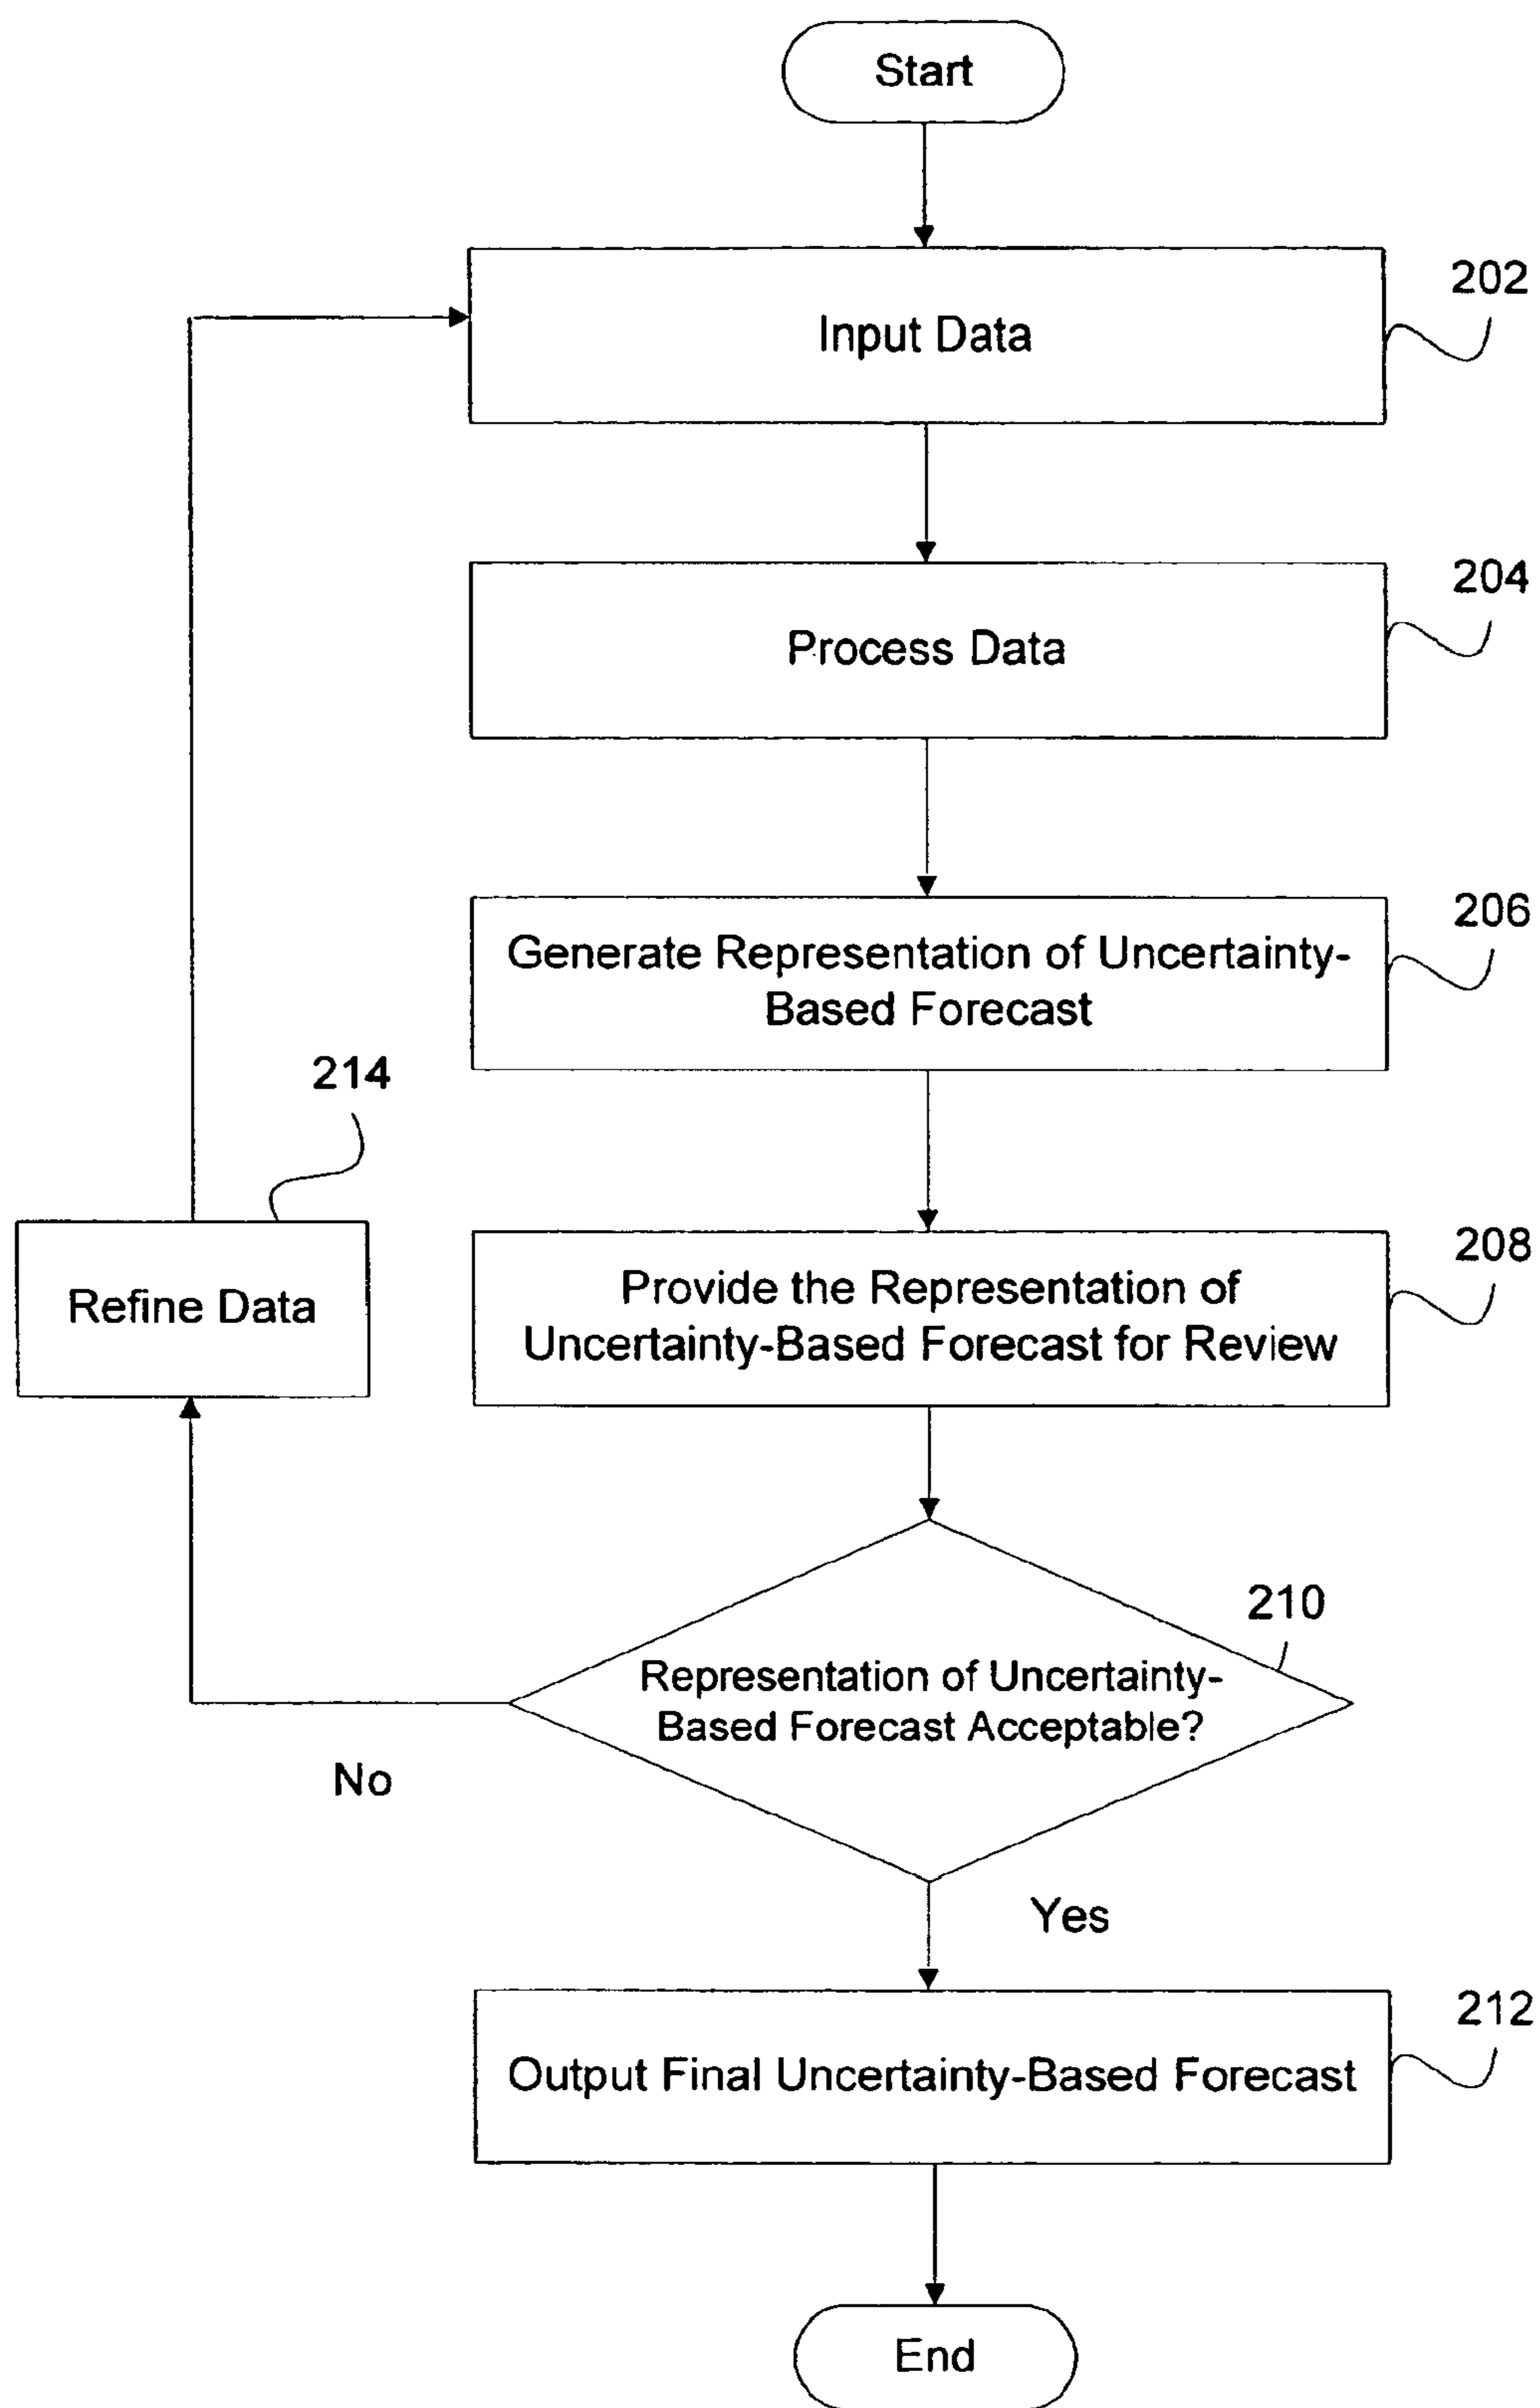 Start
202
Input Data
204
Process Data
206
Generate Representation of Uncertainty-
Based Forecast
214
208
Refine Data
Provide the Representation of
Uncertainty-Based Forecast for Review
210
Representation of Uncertainty-
Based Forecast Acceptable?
No
Yes
212
Output Final Uncertainty-Based Forecast
End